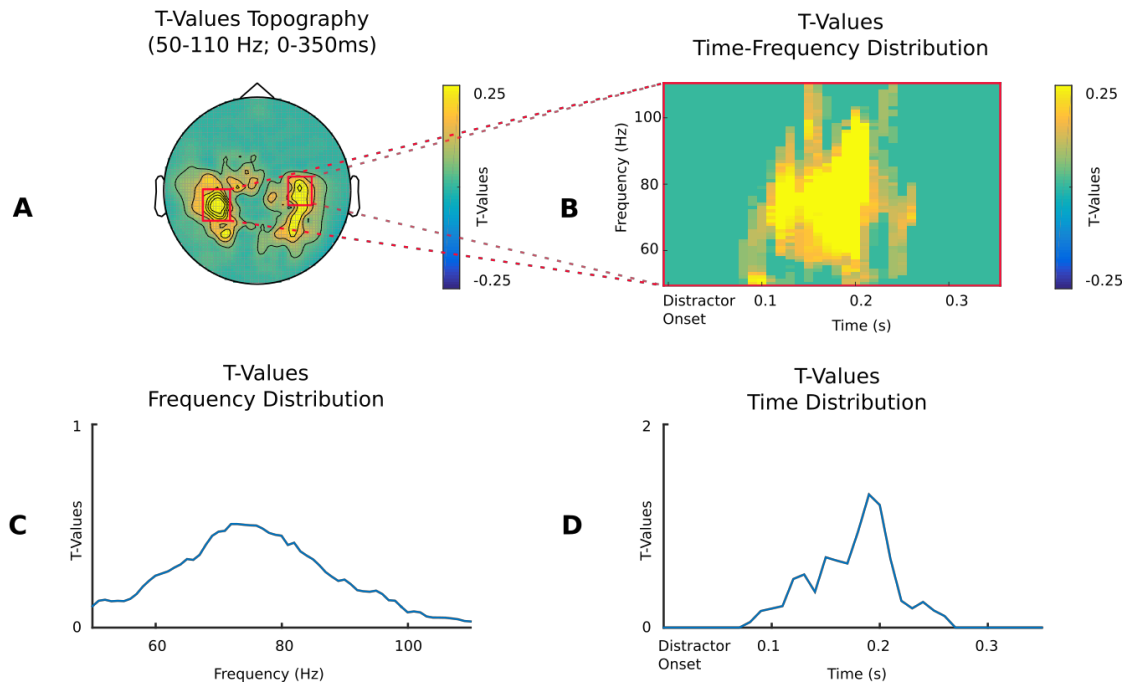 T-Values Topography
(50-110 Hz; 0-350ms)
T-Values
Time-Frequency Distribution
A
0.25
T-Values
-0.25
B
Frequency (Hz)
100
80
60
Distractor
Onset
0.1
0.2
0.3
Time (s)
0.25
T-Values
-0.25
T-Values
Frequency Distribution
C
T-Values
1
0
60
80
100
Frequency (Hz)
T-Values
Time Distribution
D
T-Values
2
0
Distractor
Onset
0.1
0.2
0.3
Time (s)